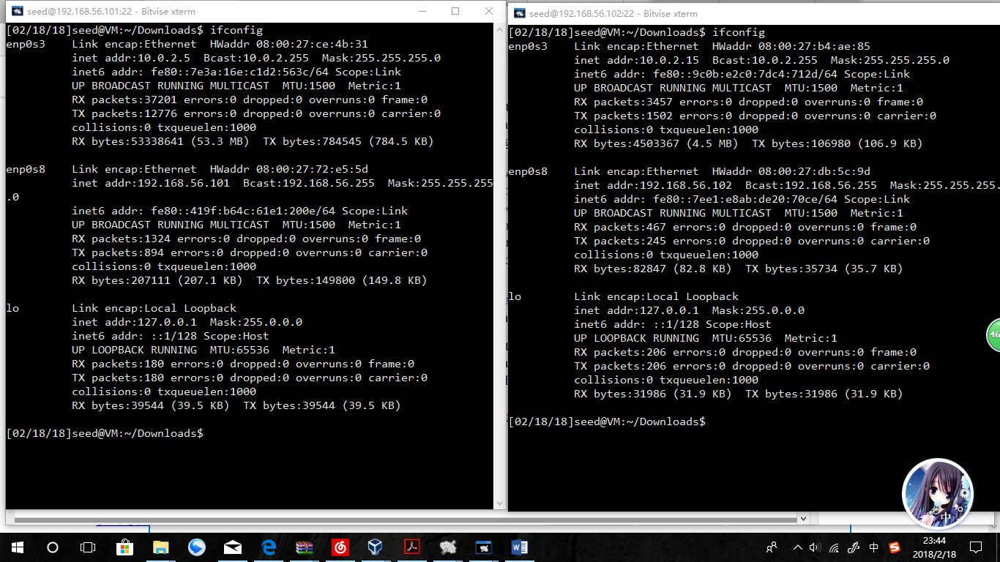 seed@192.168.56.101:22 - Bitvise xterm
[02/18/18]seed@VM:~/Downloads$ ifconfig
enp0s3    Link encap:Ethernet  HWaddr 08:00:27:ce:4b:31
          inet addr:10.0.2.5  Bcast:10.0.2.255  Mask:255.255.255.0
          inet6 addr: fe80::7e3a:16e:c1d2:563c/64 Scope:Link
          UP BROADCAST RUNNING MULTICAST  MTU:1500  Metric:1
          RX packets:37201 errors:0 dropped:0 overruns:0 frame:0
          TX packets:12776 errors:0 dropped:0 overruns:0 carrier:0
          collisions:0 txqueuelen:1000
          RX bytes:53338641 (53.3 MB)  TX bytes:784545 (784.5 KB)
enp0s8    Link encap:Ethernet  HWaddr 08:00:27:72:e5:5d
          inet addr:192.168.56.101  Bcast:192.168.56.255  Mask:255.255.255
.0
          inet6 addr: fe80::419f:b64c:61e1:200e/64 Scope:Link
          UP BROADCAST RUNNING MULTICAST  MTU:1500  Metric:1
          RX packets:1324 errors:0 dropped:0 overruns:0 frame:0
          TX packets:894 errors:0 dropped:0 overruns:0 carrier:0
          collisions:0 txqueuelen:1000
          RX bytes:207111 (207.1 KB)  TX bytes:149800 (149.8 KB)
lo        Link encap:Local Loopback
          inet addr:127.0.0.1  Mask:255.0.0.0
          inet6 addr: ::1/128 Scope:Host
          UP LOOPBACK RUNNING  MTU:65536  Metric:1
          RX packets:180 errors:0 dropped:0 overruns:0 frame:0
          TX packets:180 errors:0 dropped:0 overruns:0 carrier:0
          collisions:0 txqueuelen:1000
          RX bytes:39544 (39.5 KB)  TX bytes:39544 (39.5 KB)
[02/18/18]seed@VM:~/Downloads$
seed@192.168.56.102:22 - Bitvise xterm
[02/18/18]seed@VM:~/Downloads$ ifconfig
enp0s3    Link encap:Ethernet  HWaddr 08:00:27:b4:ae:85
          inet addr:10.0.2.15  Bcast:10.0.2.255  Mask:255.255.255.0
          inet6 addr: fe80::9c0b:e2c0:7dc4:712d/64 Scope:Link
          UP BROADCAST RUNNING MULTICAST  MTU:1500  Metric:1
          RX packets:3457 errors:0 dropped:0 overruns:0 frame:0
          TX packets:1502 errors:0 dropped:0 overruns:0 carrier:0
          collisions:0 txqueuelen:1000
          RX bytes:4503367 (4.5 MB)  TX bytes:106980 (106.9 KB)
enp0s8    Link encap:Ethernet  HWaddr 08:00:27:db:5c:9d
          inet addr:192.168.56.102  Bcast:192.168.56.255  Mask:255.255.255.
          inet6 addr: fe80::7ee1:e8ab:de20:70ce/64 Scope:Link
          UP BROADCAST RUNNING MULTICAST  MTU:1500  Metric:1
          RX packets:467 errors:0 dropped:0 overruns:0 frame:0
          TX packets:245 errors:0 dropped:0 overruns:0 carrier:0
          collisions:0 txqueuelen:1000
          RX bytes:82847 (82.8 KB)  TX bytes:35734 (35.7 KB)
lo        Link encap:Local Loopback
          inet addr:127.0.0.1  Mask:255.0.0.0
          inet6 addr: ::1/128 Scope:Host
          UP LOOPBACK RUNNING  MTU:65536  Metric:1
          RX packets:206 errors:0 dropped:0 overruns:0 frame:0
          TX packets:206 errors:0 dropped:0 overruns:0 carrier:0
          collisions:0 txqueuelen:1000
          RX bytes:31986 (31.9 KB)  TX bytes:31986 (31.9 KB)
[02/18/18]seed@VM:~/Downloads$
46
中
中
23:44
2018/2/18